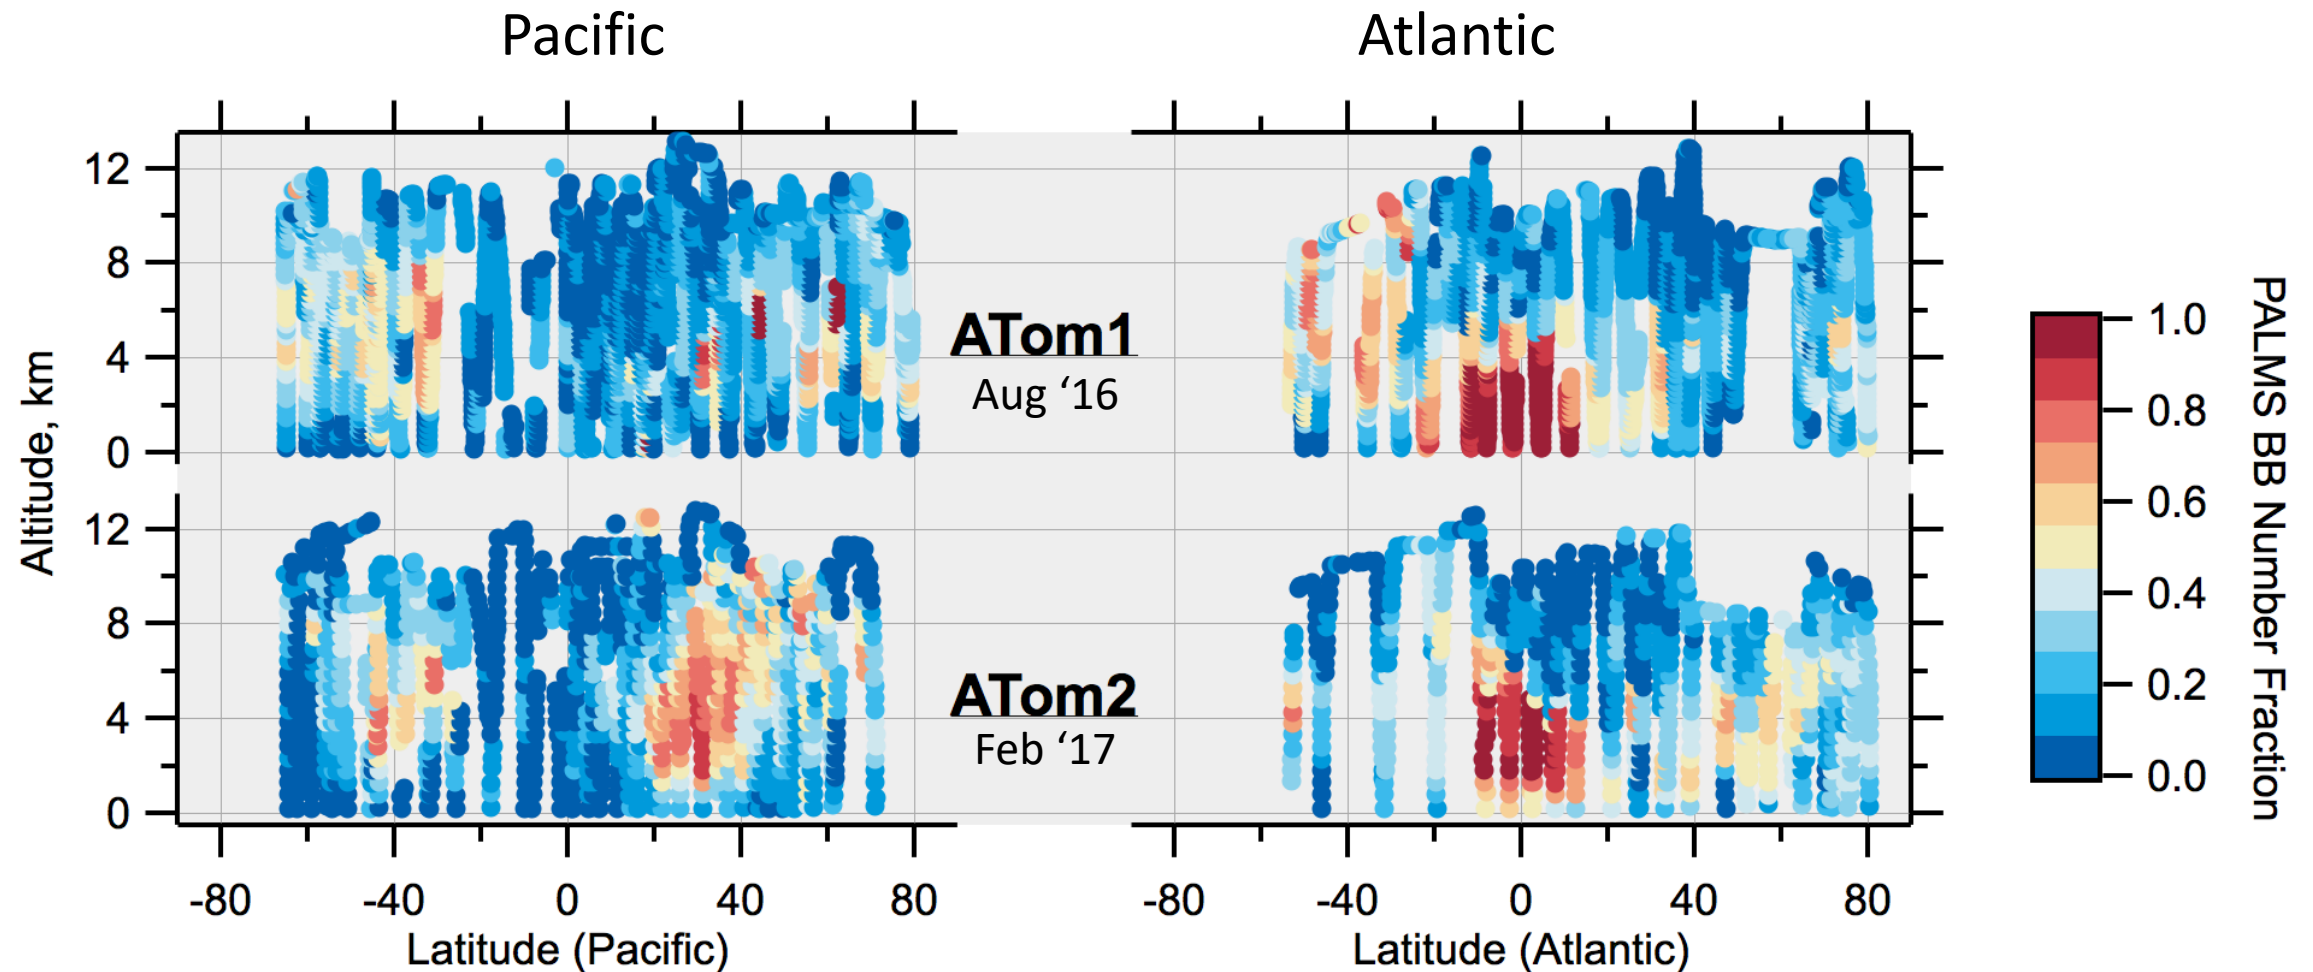 Pacific
Atlantic
12
8
4
0
ATom1
Aug ‘16
12
8
4
0
ATom2
Feb ‘17
Altitude, km
-80
-40
0
40
80
Latitude (Pacific)
-80
-40
0
40
80
Latitude (Atlantic)
1.0
0.8
0.6
0.4
0.2
0.0
PALMS BB Number Fraction